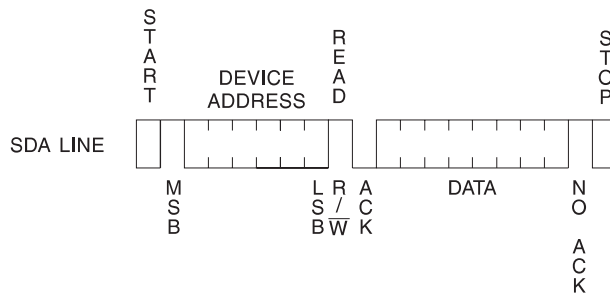 START
DEVICE
ADDRESS
READ
STOP
SDA LINE
MSB
LSB
R/W
ACK
DATA
NO ACK